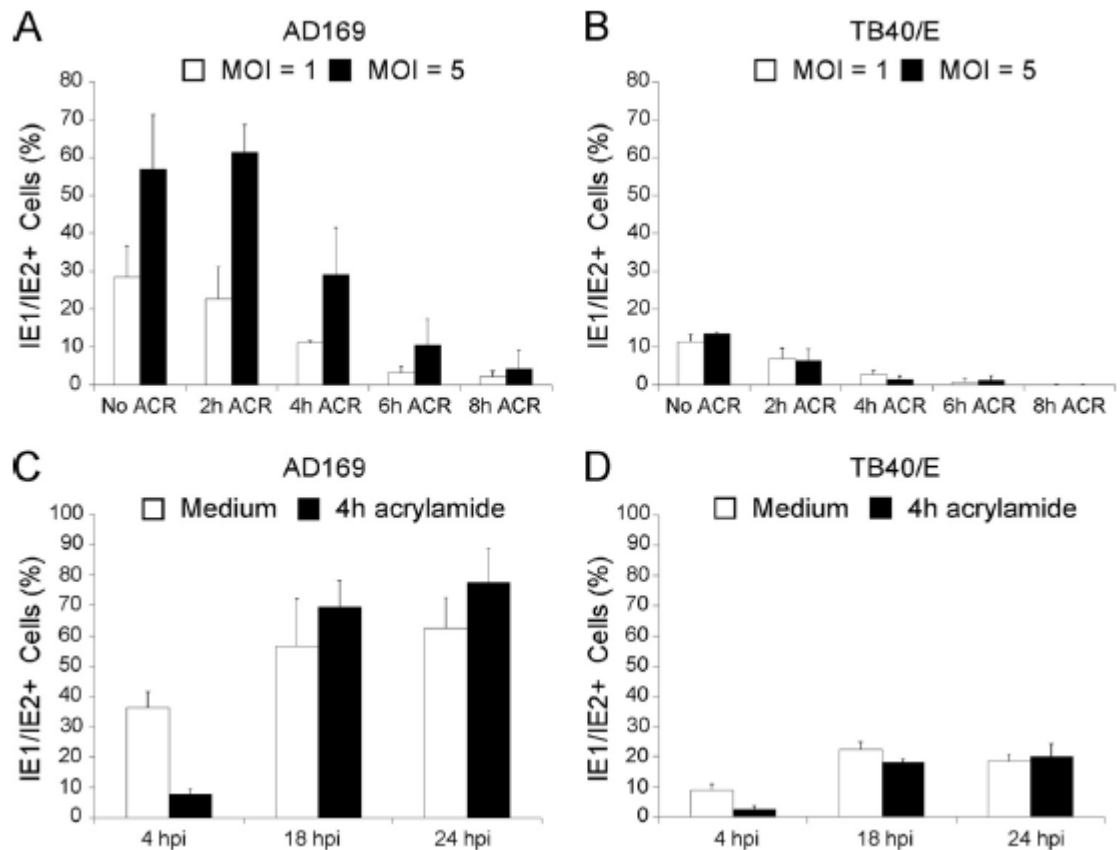 A
AD169
MOI = 1 MOI = 5
IE1/IE2+ Cells (%)
80
70
60
50
40
30
20
10
0
No ACR 2h ACR 4h ACR 6h ACR 8h ACR
B
TB40/E
MOI = 1 MOI = 5
IE1/IE2+ Cells (%)
80
70
60
50
40
30
20
10
0
No ACR 2h ACR 4h ACR 6h ACR 8h ACR
C
AD169
Medium 4h acrylamide
IE1/IE2+ Cells (%)
100
90
80
70
60
50
40
30
20
10
0
4 hpi 18 hpi 24 hpi
D
TB40/E
Medium 4h acrylamide
IE1/IE2+ Cells (%)
100
90
80
70
60
50
40
30
20
10
0
4 hpi 18 hpi 24 hpi